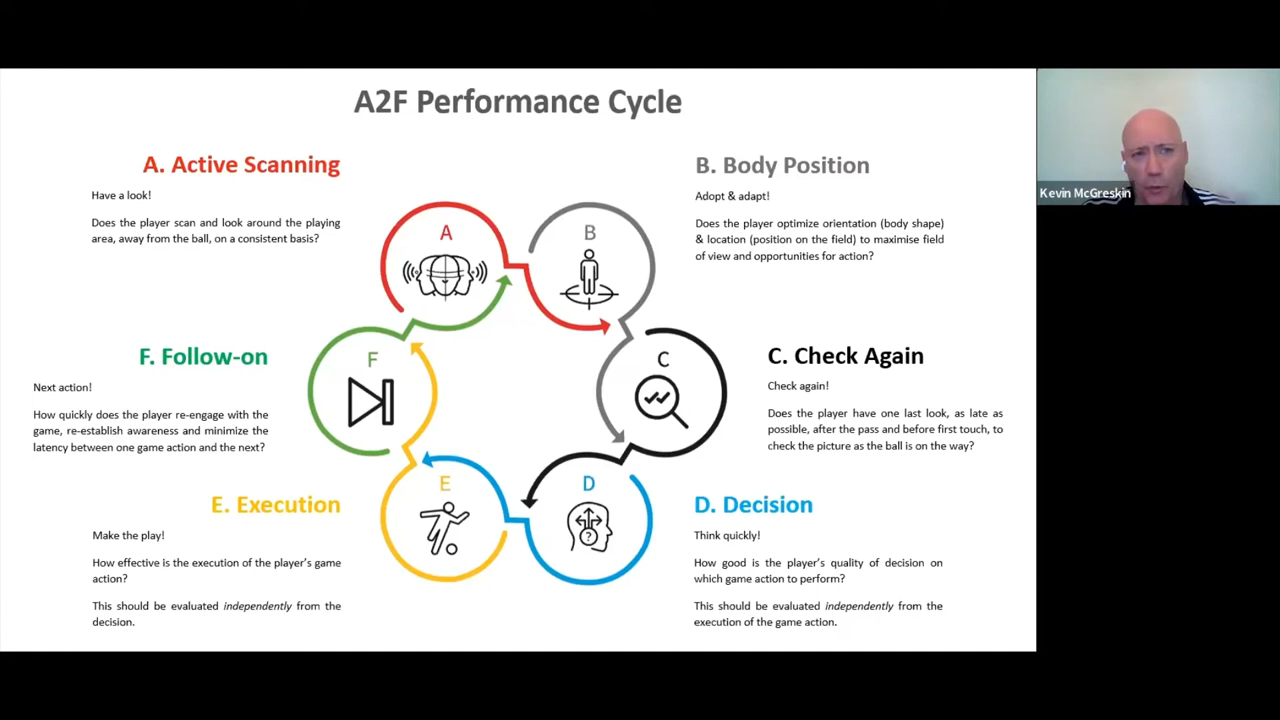 A2F Performance Cycle
A. Active Scanning
Have a look!
Does the player scan and look around the playing
area, away from the ball, on a consistent basis?
B. Body Position
Adopt & adapt!
Does the player optimize orientation (body shape)
& location (position on the field) to maximise field
of view and opportunities for action?
Kevin McGreskin
A
B
F. Follow-on
Next action!
How quickly does the player re-engage with the
game, re-establish awareness and minimize the
latency between one game action and the next?
F
C
C. Check Again
Check again!
Does the player have one last look, as late as
possible, after the pass and before first touch, to
check the picture as the ball is on the way?
E. Execution
Make the play!
How effective is the execution of the player's game
action?
This should be evaluated independently from the
decision.
E
D
?
D. Decision
Think quickly!
How good is the player's quality of decision on
which game action to perform?
This should be evaluated independently from the
execution of the game action.